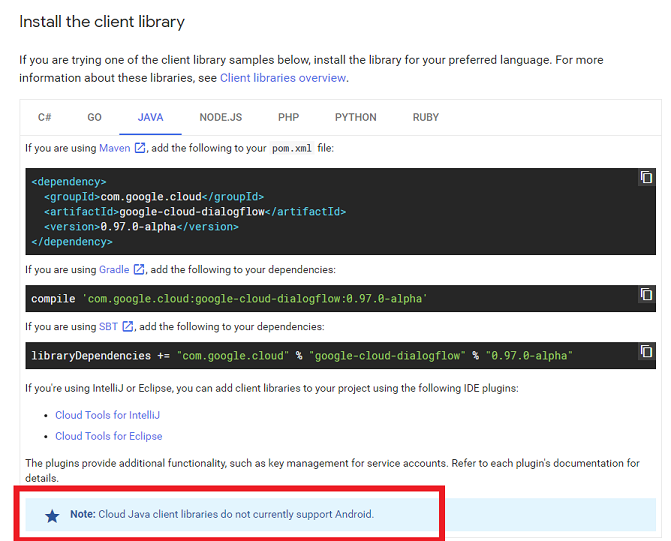 Install the client library
If you are trying one of the client library samples below, install the library for your preferred language. For more
information about these libraries, see Client libraries overview.
C# GO JAVA NODE.JS PHP PYTHON RUBY
If you are using Maven, add the following to your pom.xml file:
<dependency>
  <groupId>com.google.cloud</groupId>
  <artifactId>google-cloud-dialogflow</artifactId>
  <version>0.97.0-alpha</version>
</dependency>
If you are using Gradle, add the following to your dependencies:
compile 'com.google.cloud:google-cloud-dialogflow:0.97.0-alpha'
If you are using SBT, add the following to your dependencies:
libraryDependencies += "com.google.cloud" % "google-cloud-dialogflow" % "0.97.0-alpha"
If you're using IntelliJ or Eclipse, you can add client libraries to your project using the following IDE plugins:
• Cloud Tools for IntelliJ
• Cloud Tools for Eclipse
The plugins provide additional functionality, such as key management for service accounts. Refer to each plugin's documentation for
details.
Note: Cloud Java client libraries do not currently support Android.